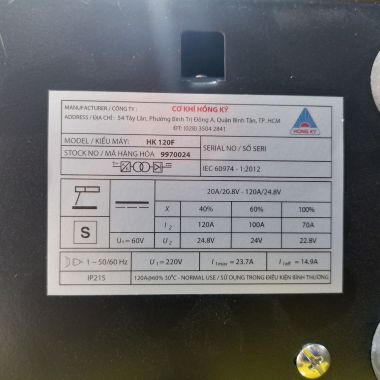 MANUFACTURER / CÔNG TY : CƠ KHÍ HỒNG KÝ
ADDRESS / ĐỊA CHỈ : 54 Tây Lân, Phường Bình Trị Đông A, Quận Bình Tân, TP. HCM
ĐT: (028) 3504 2841
HỒNG KÝ
MODEL / KIỂU MÁY: HK 120F
STOCK NO / MÃ HÀNG HÓA 9970024
SERIAL NO / SỐ SERI
IEC 60974 - 1:2012
20A/20.8V - 120A/24.8V
X 40% 60% 100%
I2 120A 100A 70A
S U0=60V U2 24.8V 24V 22.8V
1 ~ 50/60 Hz U1=220V I1max=23.7A I1eff=14.9A
IP21S 120A@60% 30°C - NORMAL USE / SỬ DỤNG TRONG ĐIỀU KIỆN BÌNH THƯỜNG